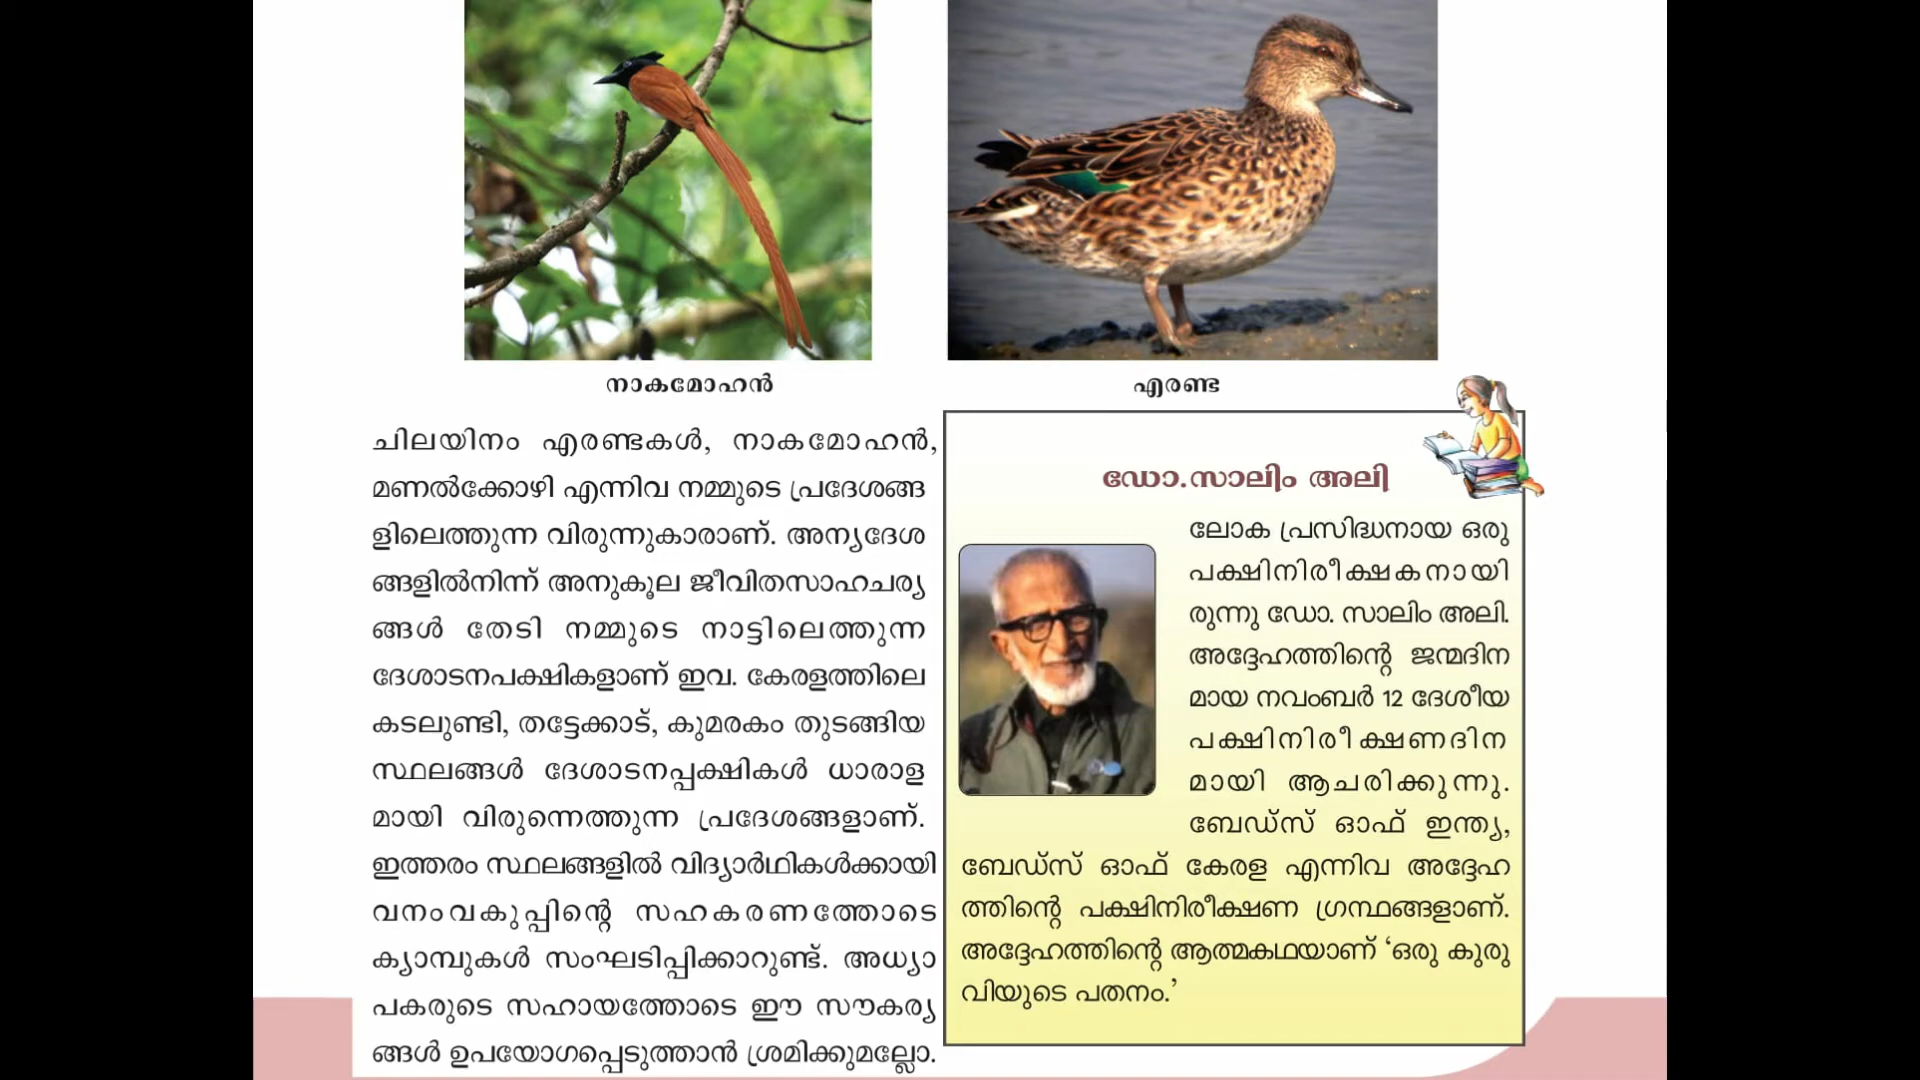 നാകമോഹൻ
എരണ്ട
ചിലയിനം എരണ്ടകൾ, നാകമോഹൻ,
മണൽക്കോഴി എന്നിവ നമ്മുടെ പ്രദേശങ്ങ
ളിലെത്തുന്ന വിരുന്നുകാരാണ്. അന്യദേശ
ങ്ങളിൽനിന്ന് അനുകൂല ജീവിതസാഹചര്യ
ങ്ങൾ തേടി നമ്മുടെ നാട്ടിലെത്തുന്ന
ദേശാടനപക്ഷികളാണ് ഇവ. കേരളത്തിലെ
കടലുണ്ടി, തട്ടേക്കാട്, കുമരകം തുടങ്ങിയ
സ്ഥലങ്ങൾ ദേശാടനപ്പക്ഷികൾ ധാരാള
മായി വിരുന്നെത്തുന്ന പ്രദേശങ്ങളാണ്.
ഇത്തരം സ്ഥലങ്ങളിൽ വിദ്യാർഥികൾക്കായി
വനംവകുപ്പിന്റെ സഹകരണത്തോടെ
ക്യാമ്പുകൾ സംഘടിപ്പിക്കാറുണ്ട്. അധ്യാ
പകരുടെ സഹായത്തോടെ ഈ സൗകര്യ
ങ്ങൾ ഉപയോഗപ്പെടുത്താൻ ശ്രമിക്കുമല്ലോ.
ഡോ.സാലിം അലി
ലോക പ്രസിദ്ധനായ ഒരു
പക്ഷിനിരീക്ഷകനായി
രുന്നു ഡോ. സാലിം അലി.
അദ്ദേഹത്തിന്റെ ജന്മദിന
മായ നവംബർ 12 ദേശീയ
പക്ഷിനിരീക്ഷണദിന
മായി ആചരിക്കുന്നു.
ബേഡ്സ് ഓഫ് ഇന്ത്യ,
ബേഡ്സ് ഓഫ് കേരള എന്നിവ അദ്ദേഹ
ത്തിന്റെ പക്ഷിനിരീക്ഷണ ഗ്രന്ഥങ്ങളാണ്.
അദ്ദേഹത്തിന്റെ ആത്മകഥയാണ് ‘ഒരു കുരു
വിയുടെ പതനം.’